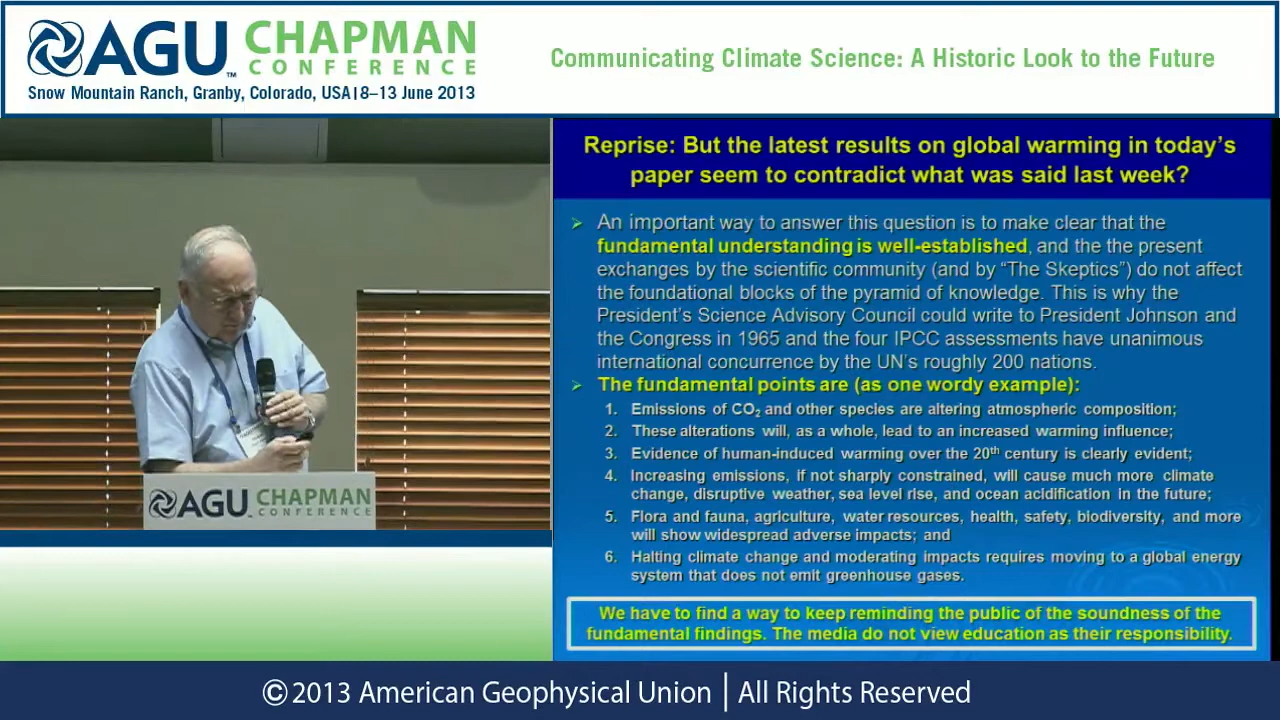 AGU CHAPMAN
CONFERENCE
™
Snow Mountain Ranch, Granby, Colorado, USA | 8–13 June 2013
Communicating Climate Science: A Historic Look to the Future
Reprise: But the latest results on global warming in today's
paper seem to contradict what was said last week?
➢ An important way to answer this question is to make clear that the
fundamental understanding is well-established, and the the present
exchanges by the scientific community (and by “The Skeptics”) do not affect
the foundational blocks of the pyramid of knowledge. This is why the
President's Science Advisory Council could write to President Johnson and
the Congress in 1965 and the four IPCC assessments have unanimous
international concurrence by the UN's roughly 200 nations.
➢ The fundamental points are (as one wordy example):
1. Emissions of CO₂ and other species are altering atmospheric composition;
2. These alterations will, as a whole, lead to an increased warming influence;
3. Evidence of human-induced warming over the 20th century is clearly evident;
4. Increasing emissions, if not sharply constrained, will cause much more climate
change, disruptive weather, sea level rise, and ocean acidification in the future;
5. Flora and fauna, agriculture, water resources, health, safety, biodiversity, and more
will show widespread adverse impacts; and
6. Halting climate change and moderating impacts requires moving to a global energy
system that does not emit greenhouse gases.
We have to find a way to keep reminding the public of the soundness of the
fundamental findings. The media do not view education as their responsibility.
AGU CHAPMAN
CONFERENCE
©2013 American Geophysical Union | All Rights Reserved